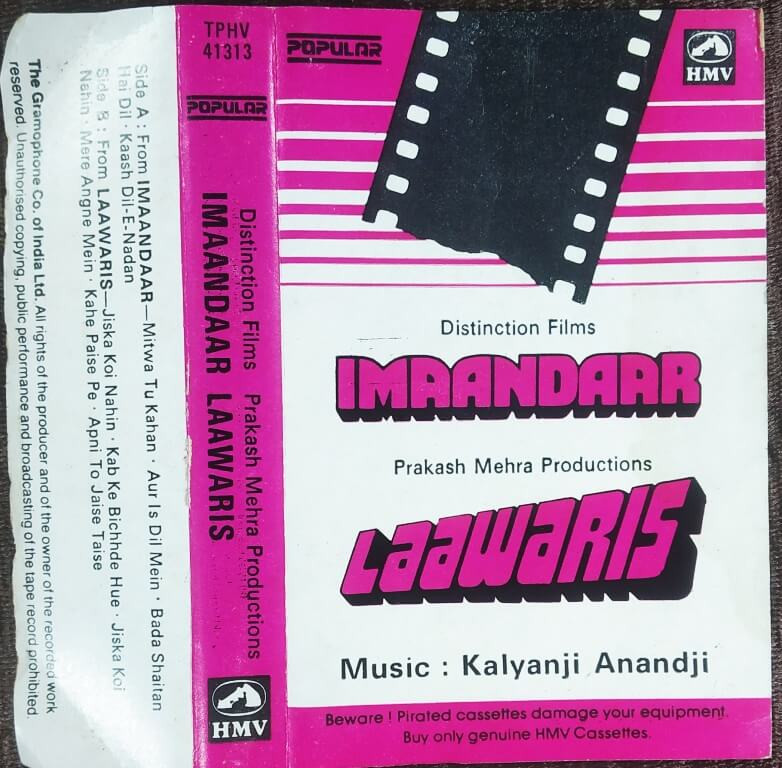 The Gramophone Co. of India Ltd. All rights of the producer and of the owner of the recorded work
reserved. Unauthorised copying, public performance and broadcasting of the tape record prohibited.
Side A : From IMAANDAAR—Mitwa Tu Kahan · Aur Is Dil Mein · Bada Shaitan
Hai Dil · Kaash Dil-E-Nadan
Side B : From LAAWARIS—Jiska Koi Nahin · Kab Ke Bichhde Hue · Jiska Koi
Nahin · Mere Angne Mein · Kahe Paise Pe · Apni To Jaise Taise
TPHV
41313
POPULAR
Distinction Films Prakash Mehra Productions
IMAANDAAR LAAWARIS
HMV
POPULAR
HMV
Distinction Films
IMAANDAAR
Prakash Mehra Productions
LaawaRIS
Music : Kalyanji Anandji
Beware ! Pirated cassettes damage your equipment.
Buy only genuine HMV Cassettes.